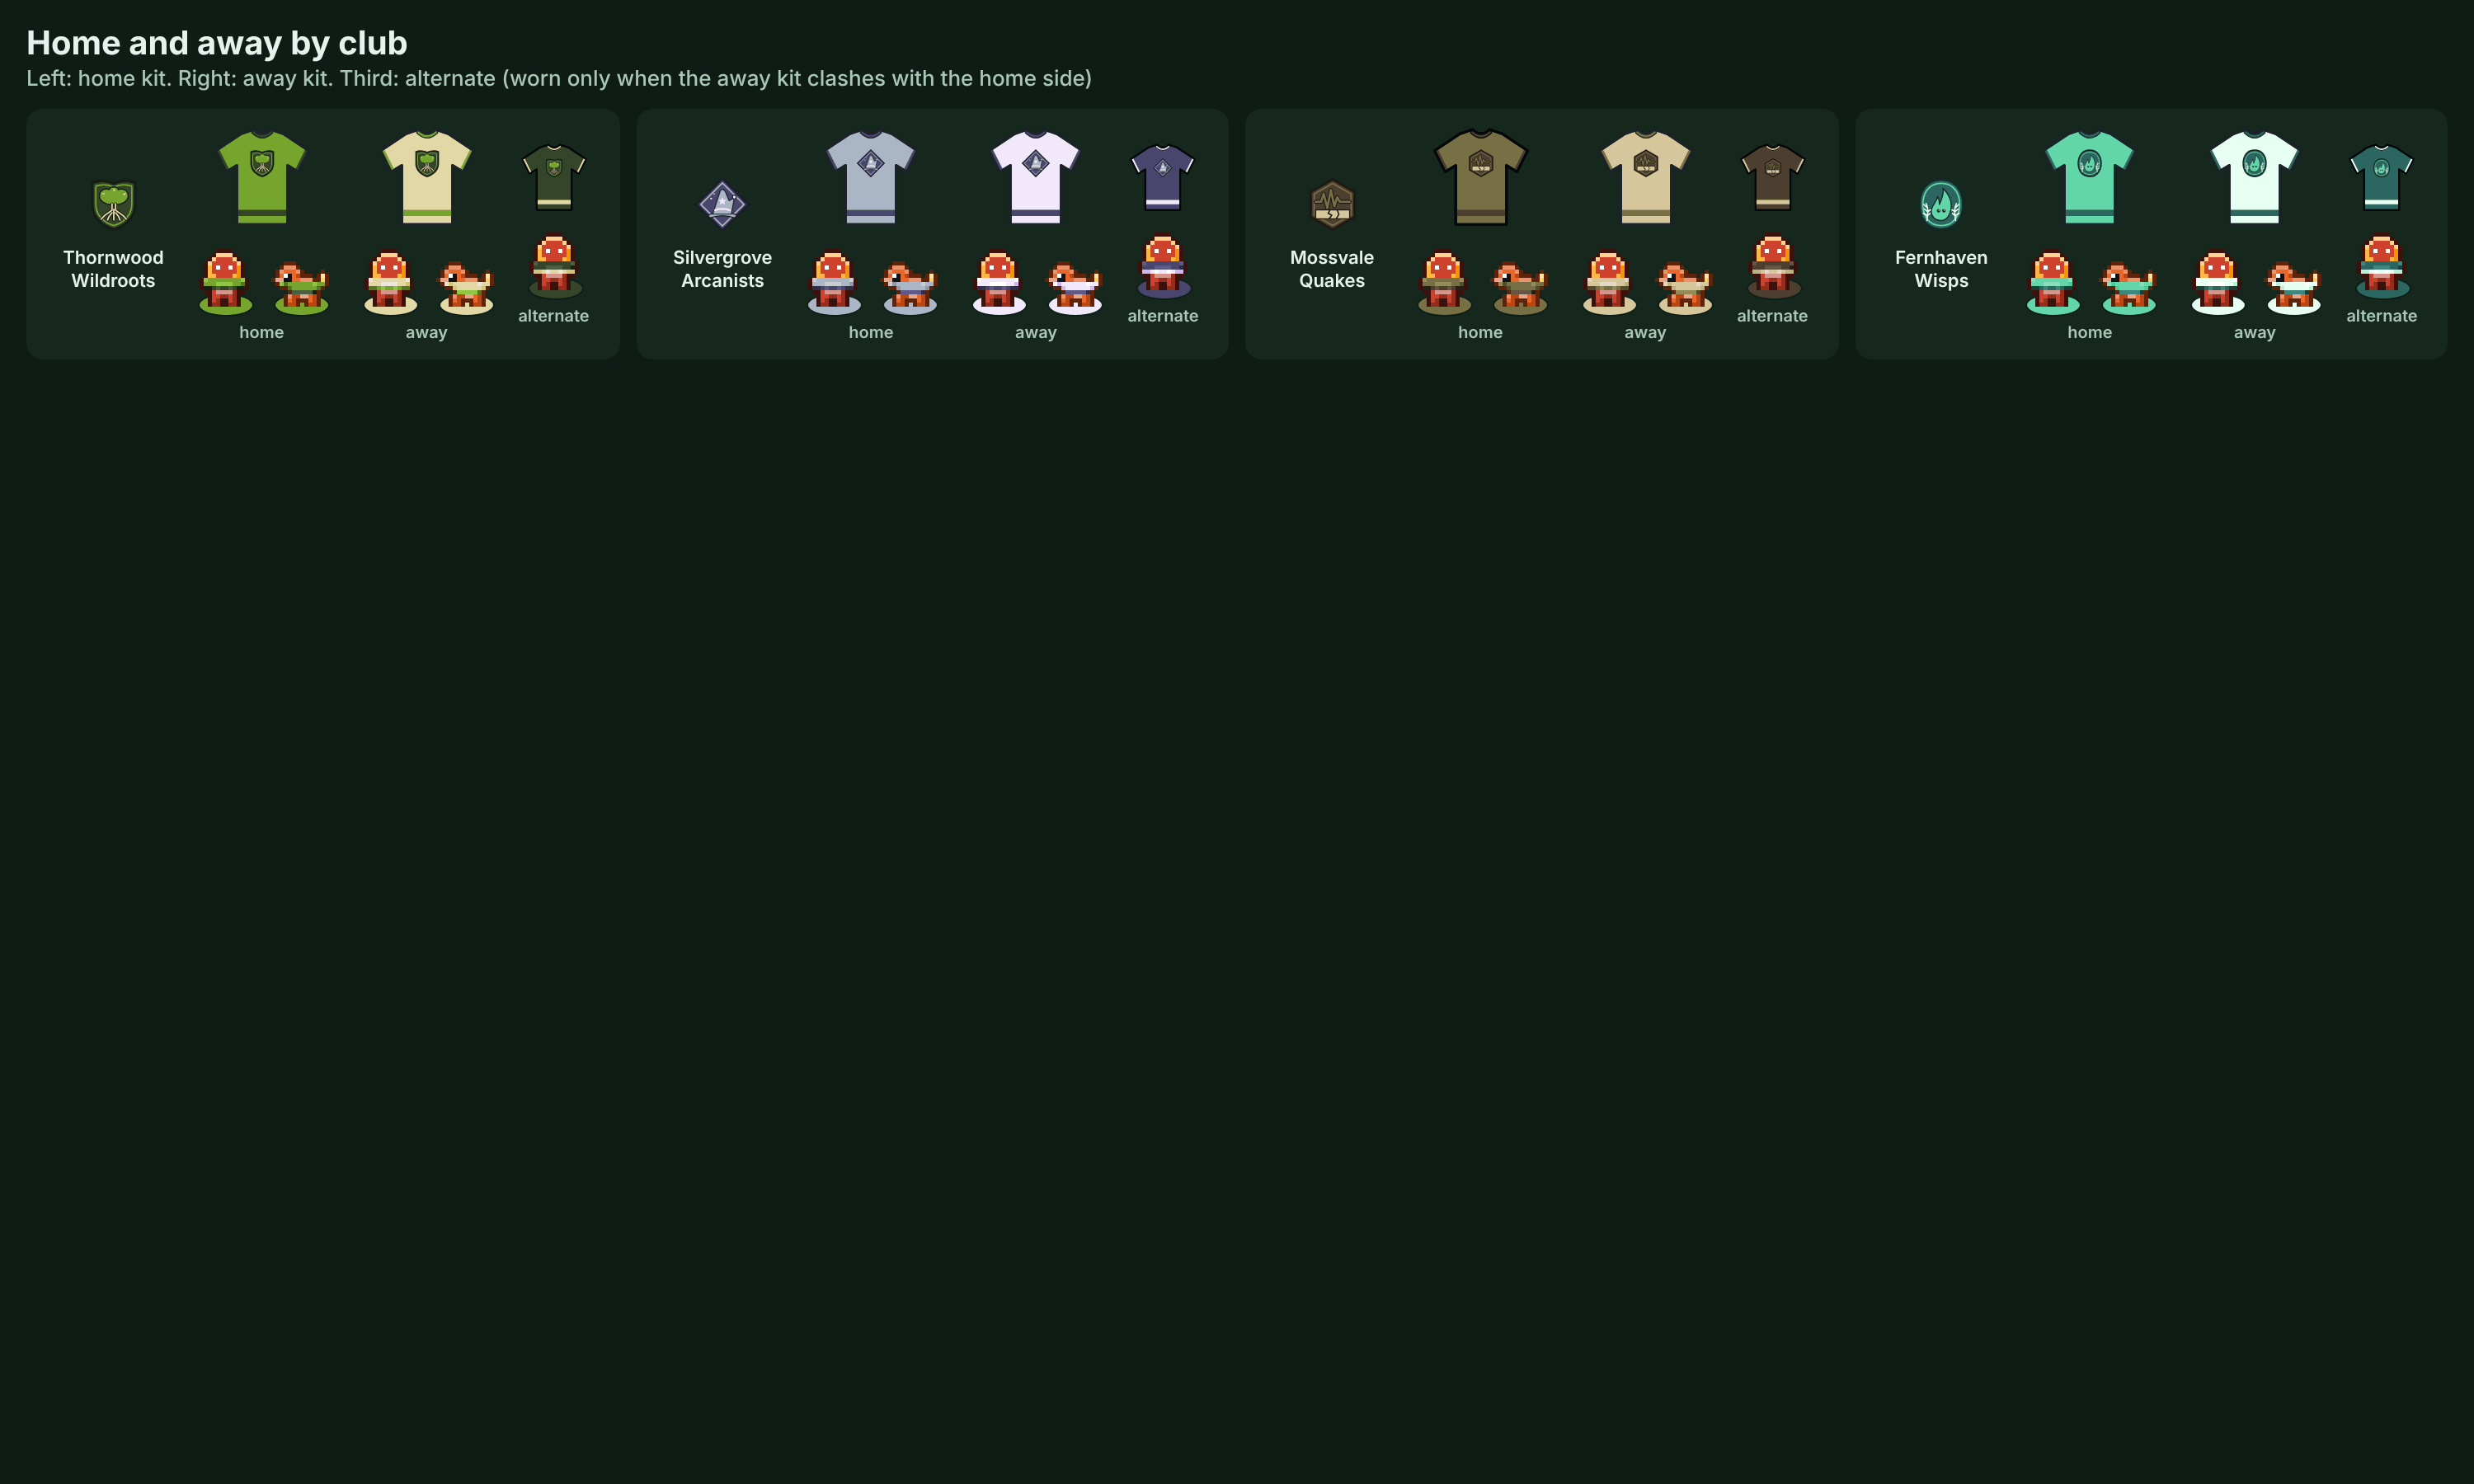 Home and away by club
Left: home kit. Right: away kit. Third: alternate (worn only when the away kit clashes with the home side)
Thornwood
Wildroots
home
away
alternate
Silvergrove
Arcanists
home
away
alternate
Mossvale
Quakes
home
away
alternate
Fernhaven
Wisps
home
away
alternate